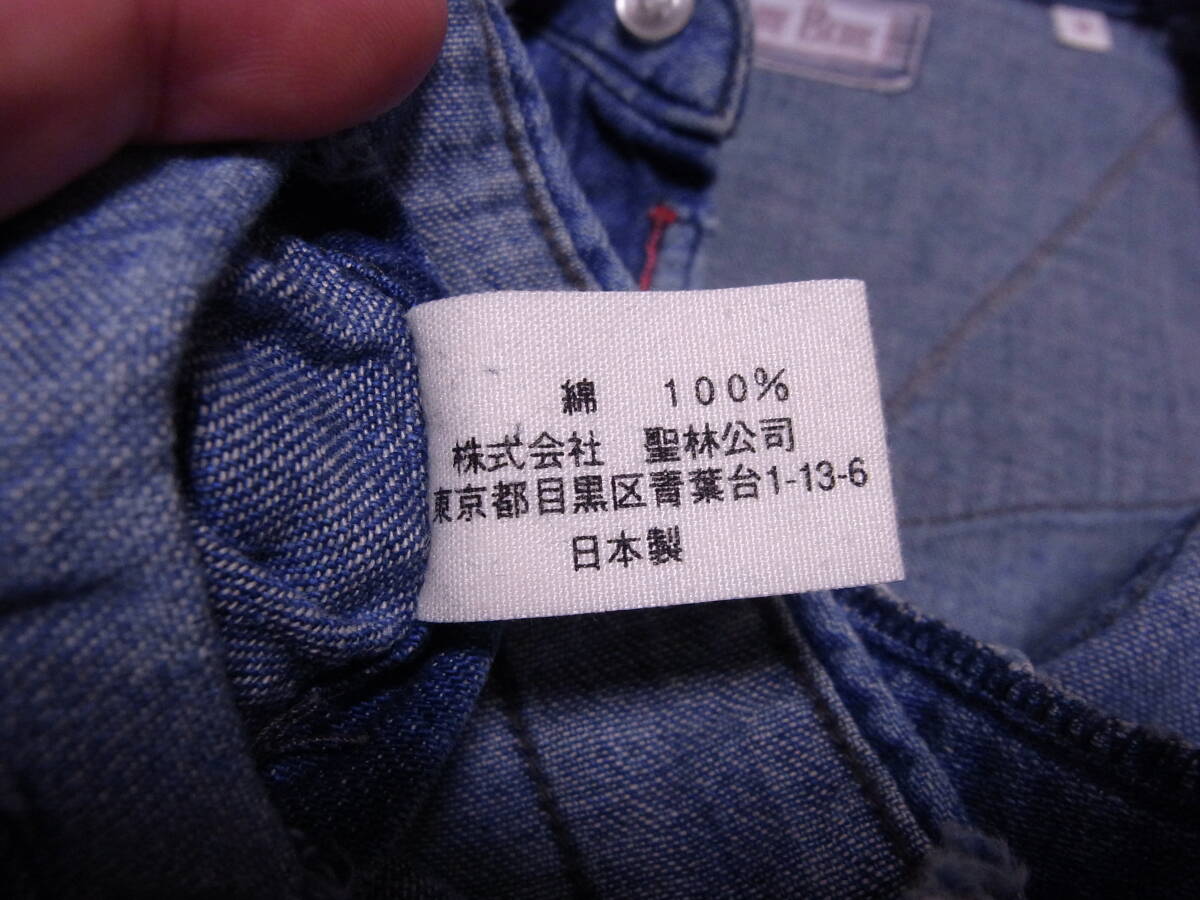 綿　100%
株式会社　聖林公司
東京都目黒区青葉台1-13-6
日本製